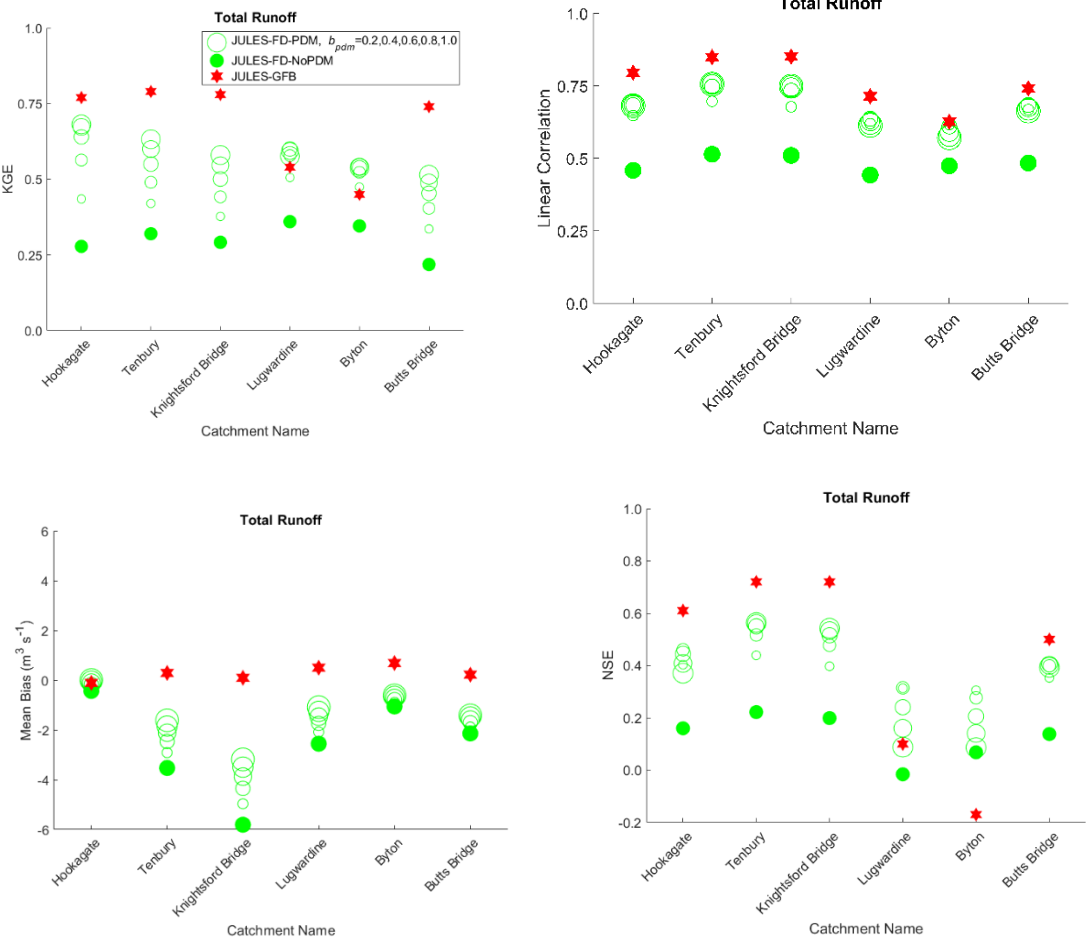 Total Runoff
JULES-FD-PDM, b_pdm=0.2,0.4,0.6,0.8,1.0
JULES-FD-NoPDM
JULES-GFB
1.0
0.75
0.5
0.25
0.0
KGE
Hookagate
Tenbury
Knightsford Bridge
Lugwardine
Byton
Butts Bridge
Catchment Name
Total Runoff
1.0
0.75
0.5
0.25
0.0
Linear Correlation
Hookagate
Tenbury
Knightsford Bridge
Lugwardine
Byton
Butts Bridge
Catchment Name
Total Runoff
6
4
2
0
-2
-4
-6
Mean Bias (m³ s⁻¹)
Hookagate
Tenbury
Knightsford Bridge
Lugwardine
Byton
Butts Bridge
Catchment Name
Total Runoff
1.0
0.8
0.6
0.4
0.2
0.0
-0.2
NSE
Hookagate
Tenbury
Knightsford Bridge
Lugwardine
Byton
Butts Bridge
Catchment Name